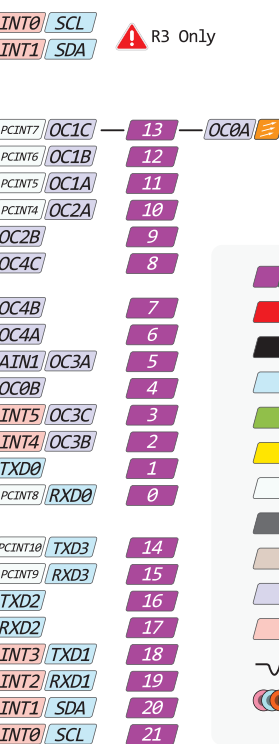 INT0 SCL
INT1 SDA R3 Only
PCINT7 OC1C 13 OC0A
PCINT6 OC1B 12
PCINT5 OC1A 11
PCINT4 OC2A 10
OC2B 9
OC4C 8
OC4B 7
OC4A 6
AIN1 OC3A 5
OC0B 4
INT5 OC3C 3
INT4 OC3B 2
TXD0 1
PCINT8 RXD0 0
PCINT10 TXD3 14
PCINT9 RXD3 15
TXD2 16
RXD2 17
INT3 TXD1 18
INT2 RXD1 19
INT1 SDA 20
INT0 SCL 21